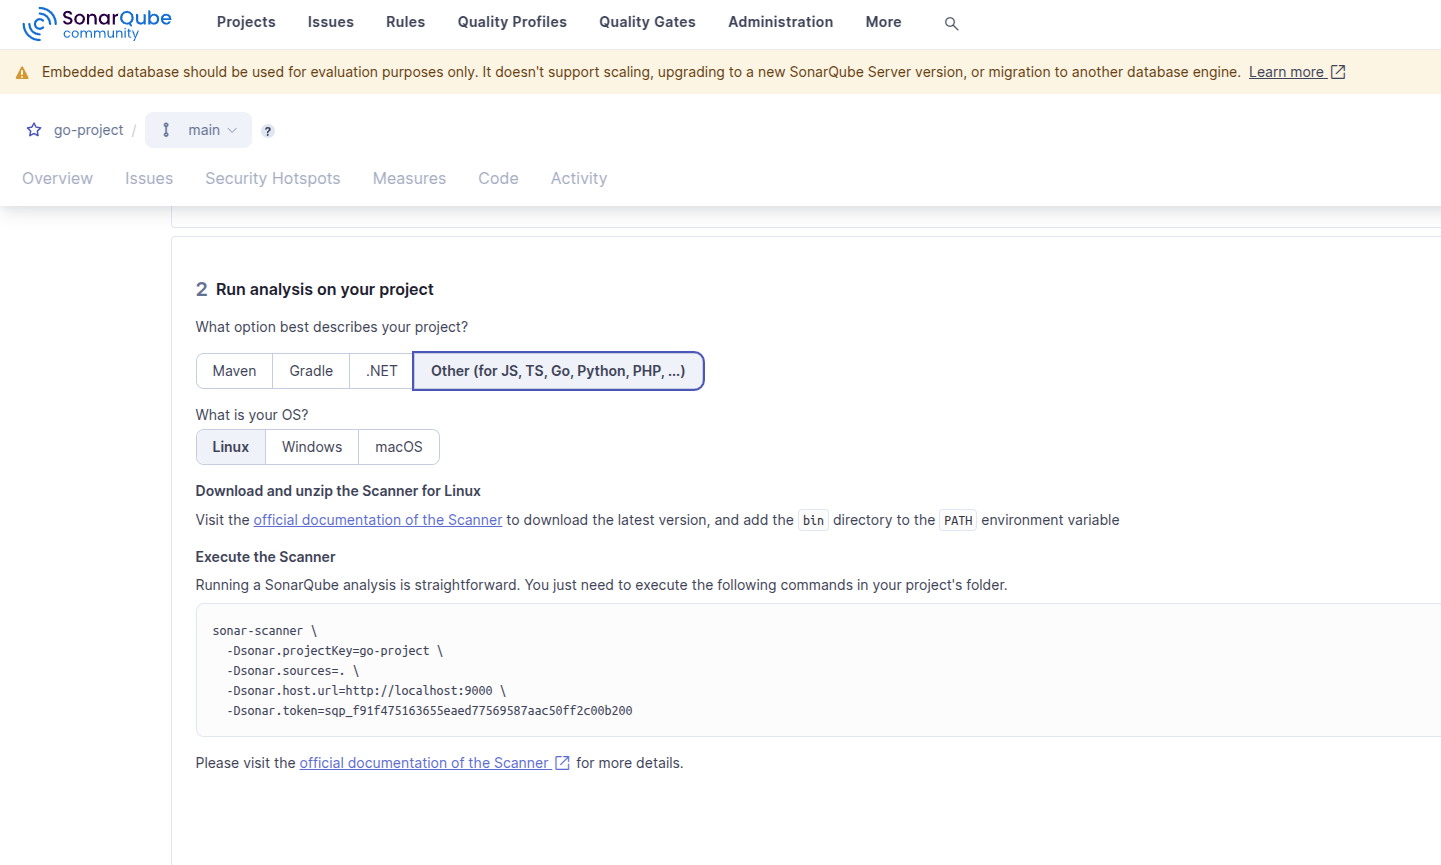 SonarQube community
Projects Issues Rules Quality Profiles Quality Gates Administration More
Embedded database should be used for evaluation purposes only. It doesn't support scaling, upgrading to a new SonarQube Server version, or migration to another database engine. Learn more
go-project / main ?
Overview Issues Security Hotspots Measures Code Activity
2 Run analysis on your project
What option best describes your project?
Maven Gradle .NET Other (for JS, TS, Go, Python, PHP, ...)
What is your OS?
Linux Windows macOS
Download and unzip the Scanner for Linux
Visit the official documentation of the Scanner to download the latest version, and add the bin directory to the PATH environment variable
Execute the Scanner
Running a SonarQube analysis is straightforward. You just need to execute the following commands in your project's folder.
sonar-scanner \
-Dsonar.projectKey=go-project \
-Dsonar.sources=. \
-Dsonar.host.url=http://localhost:9000 \
-Dsonar.token=sqp_f91f475163655eaed77569587aac50ff2c00b200
Please visit the official documentation of the Scanner for more details.